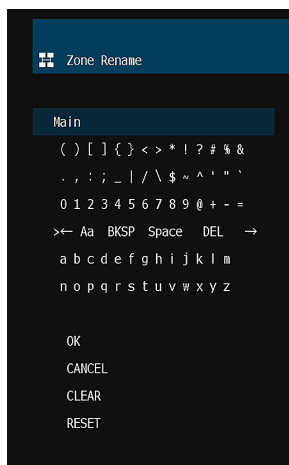 Zone Rename
Main
( ) [ ] { } < > * ! ? # % &
. , : ; _ | / \ $ ~ ^ ' " `
0 1 2 3 4 5 6 7 8 9 @ + - =
>← Aa BKSP Space DEL →
a b c d e f g h i j k l m
n o p q r s t u v w x y z
OK
CANCEL
CLEAR
RESET